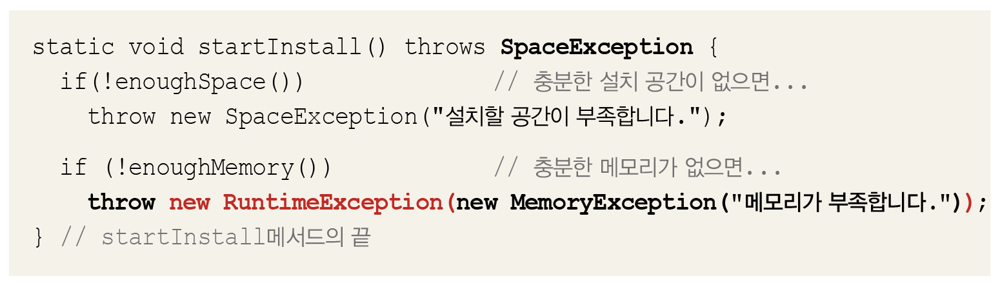 static void startInstall() throws SpaceException {
if(!enoughSpace()) // 충분한 설치 공간이 없으면...
throw new SpaceException("설치할 공간이 부족합니다.");
if (!enoughMemory()) // 충분한 메모리가 없으면...
throw new RuntimeException(new MemoryException("메모리가 부족합니다."));
} // startInstall메서드의 끝